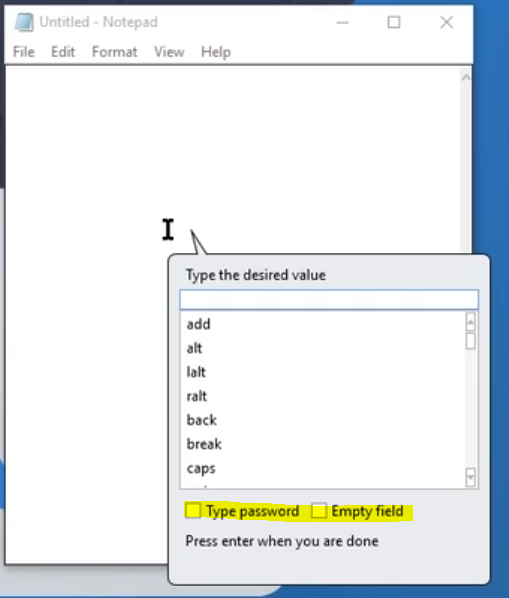 Untitled - Notepad
File Edit Format View Help
Type the desired value
add
alt
lalt
ralt
back
break
caps
Type password Empty field
Press enter when you are done